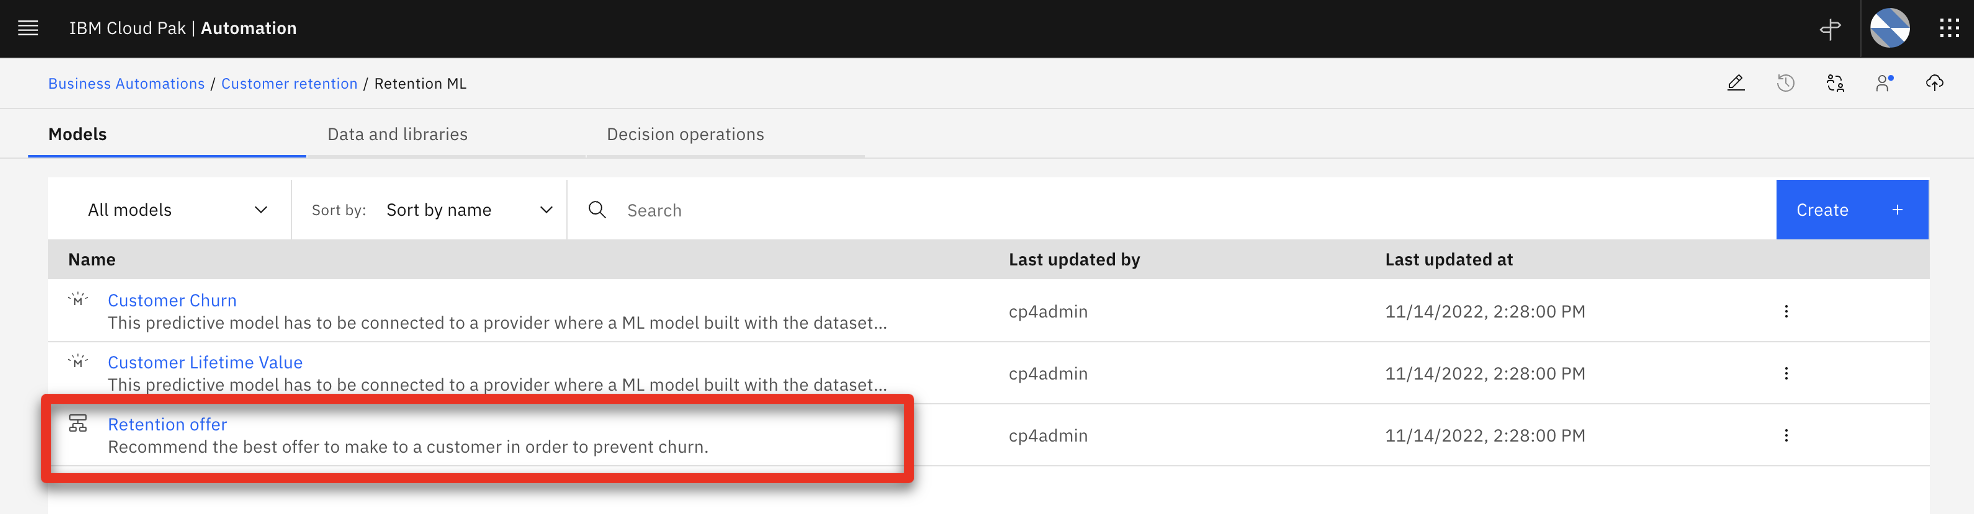 IBM Cloud Pak | Automation
Business Automations / Customer retention / Retention ML
Models Data and libraries Decision operations
All models Sort by: Sort by name Search Create +
Name Last updated by Last updated at
Customer Churn
This predictive model has to be connected to a provider where a ML model built with the dataset... cp4admin 11/14/2022, 2:28:00 PM
Customer Lifetime Value
This predictive model has to be connected to a provider where a ML model built with the dataset... cp4admin 11/14/2022, 2:28:00 PM
Retention offer
Recommend the best offer to make to a customer in order to prevent churn. cp4admin 11/14/2022, 2:28:00 PM